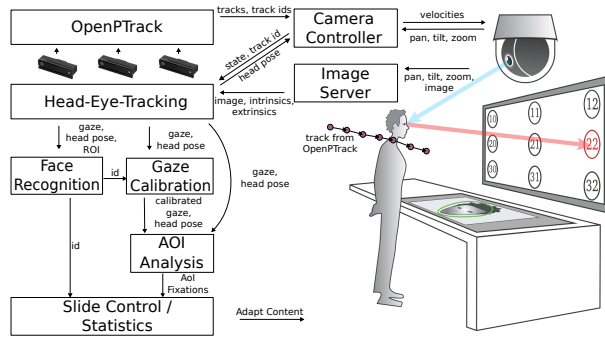 OpenPTrack
tracks, track ids
Camera
Controller
velocities
pan, tilt, zoom
state, track id
head pose
Image
Server
pan, tilt, zoom,
image
Head-Eye-Tracking
image, intrinsics,
extrinsics
track from
OpenPTrack
10
11
12
20
21
22
30
31
32
gaze,
head pose,
ROI
gaze,
head pose
gaze,
head pose
Face
Recognition
id
Gaze
Calibration
calibrated
gaze,
head pose
id
AOI
Analysis
AoI
Fixations
Slide Control /
Statistics
Adapt Content